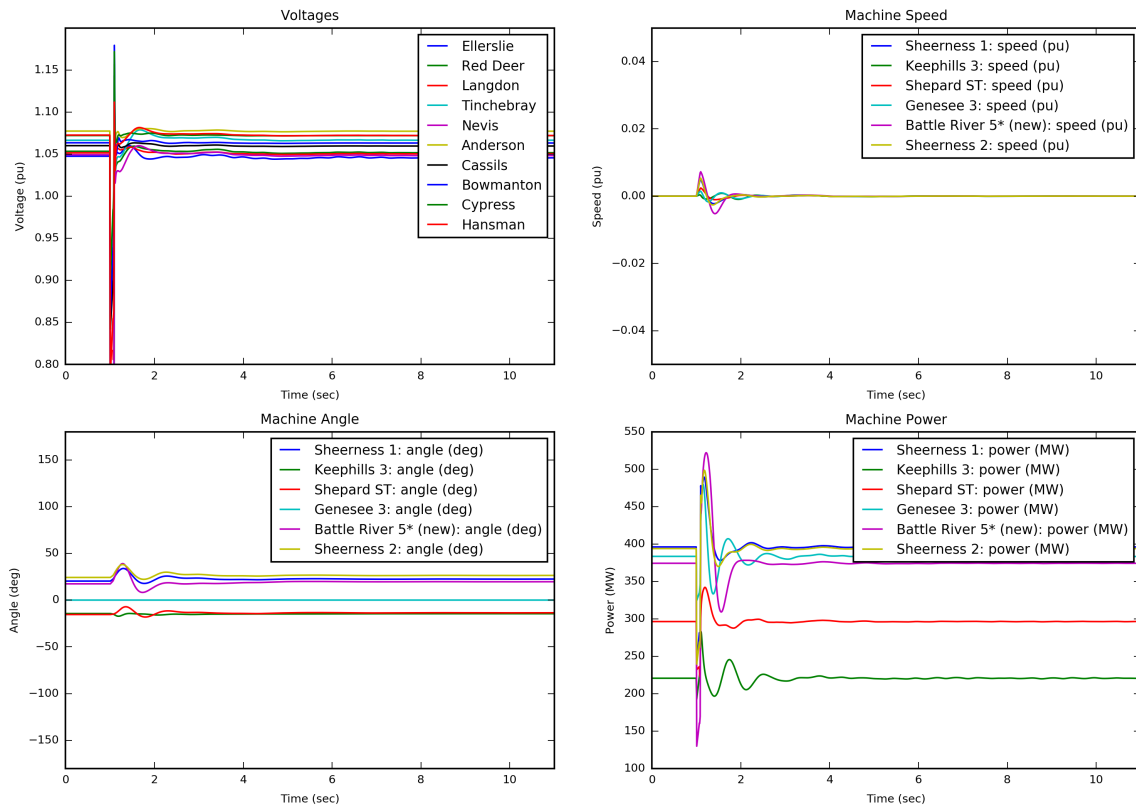 Voltages
1.15
1.10
1.05
1.00
0.95
0.90
0.85
0.80
Voltage (pu)
Ellerslie
Red Deer
Langdon
Tinchebray
Nevis
Anderson
Cassils
Bowmanton
Cypress
Hansman
0 2 4 6 8 10
Time (sec)
Machine Speed
0.04
0.02
0.00
−0.02
−0.04
Speed (pu)
Sheerness 1: speed (pu)
Keephills 3: speed (pu)
Shepard ST: speed (pu)
Genesee 3: speed (pu)
Battle River 5* (new): speed (pu)
Sheerness 2: speed (pu)
0 2 4 6 8 10
Time (sec)
Machine Angle
150
100
50
0
−50
−100
−150
Angle (deg)
Sheerness 1: angle (deg)
Keephills 3: angle (deg)
Shepard ST: angle (deg)
Genesee 3: angle (deg)
Battle River 5* (new): angle (deg)
Sheerness 2: angle (deg)
0 2 4 6 8 10
Time (sec)
Machine Power
550
500
450
400
350
300
250
200
150
100
Power (MW)
Sheerness 1: power (MW)
Keephills 3: power (MW)
Shepard ST: power (MW)
Genesee 3: power (MW)
Battle River 5* (new): power (MW)
Sheerness 2: power (MW)
0 2 4 6 8 10
Time (sec)